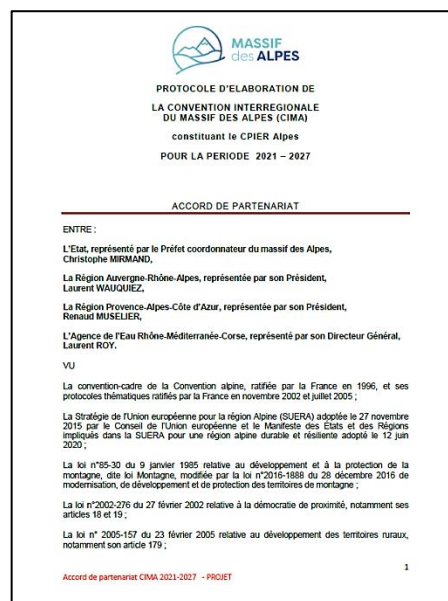 MASSIF
des ALPES
PROTOCOLE D'ELABORATION DE
LA CONVENTION INTERREGIONALE
DU MASSIF DES ALPES (CIMA)
constituant le CPIER Alpes
POUR LA PERIODE 2021 – 2027
ACCORD DE PARTENARIAT
ENTRE :
L'Etat, représenté par le Préfet coordonnateur du massif des Alpes,
Christophe MIRMAND,
La Région Auvergne-Rhône-Alpes, représentée par son Président,
Laurent WAUQUIEZ,
La Région Provence-Alpes-Côte d'Azur, représentée par son Président,
Renaud MUSELIER,
L'Agence de l'Eau Rhône-Méditerranée-Corse, représenté par son Directeur Général,
Laurent ROY.
VU
La convention-cadre de la Convention alpine, ratifiée par la France en 1996, et ses
protocoles thématiques ratifiés par la France en novembre 2002 et juillet 2005 ;
La Stratégie de l'Union européenne pour la région Alpine (SUERA) adoptée le 27 novembre
2015 par le Conseil de l'Union européenne et le Manifeste des États et des Régions
impliqués dans la SUERA pour une région alpine durable et résiliente adopté le 12 juin
2020 ;
La loi n°85-30 du 9 janvier 1985 relative au développement et à la protection de la
montagne, dite loi Montagne, modifiée par la loi n°2016-1888 du 28 décembre 2016 de
modernisation, de développement et de protection des territoires de montagne ;
La loi n°2002-276 du 27 février 2002 relative à la démocratie de proximité, notamment ses
articles 18 et 19 ;
La loi n° 2005-157 du 23 février 2005 relative au développement des territoires ruraux,
notamment son article 179 ;
1
Accord de partenariat CIMA 2021-2027 - PROJET